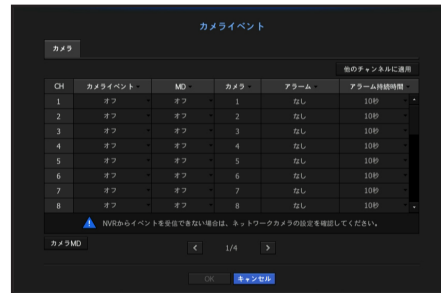 カメライベント
カメラ
他のチャンネルに適用
CH カメライベント MD カメラ アラーム アラーム持続時間
1 オフ オフ 1 なし 10秒
2 オフ オフ 2 なし 10秒
3 オフ オフ 3 なし 10秒
4 オフ オフ 4 なし 10秒
5 オフ オフ 5 なし 10秒
6 オフ オフ 6 なし 10秒
7 オフ オフ 7 なし 10秒
8 オフ オフ 8 なし 10秒
NVRからイベントを受信できない場合は、ネットワークカメラの設定を確認してください。
カメラMD < 1/4 >
OK キャンセル